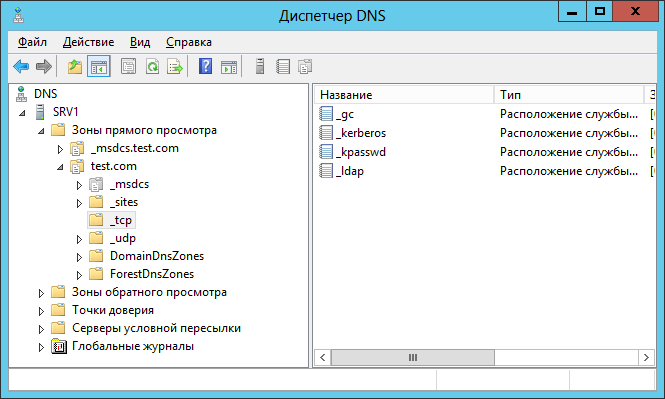 Диспетчер DNS
Файл Действие Вид Справка
DNS
SRV1
Зоны прямого просмотра
_msdcs.test.com
test.com
_msdcs
_sites
_tcp
_udp
DomainDnsZones
ForestDnsZones
Зоны обратного просмотра
Точки доверия
Серверы условной пересылки
Глобальные журналы
Название Тип З
_gc Расположение службы... [
_kerberos Расположение службы... [
_kpasswd Расположение службы... [
_ldap Расположение службы... [